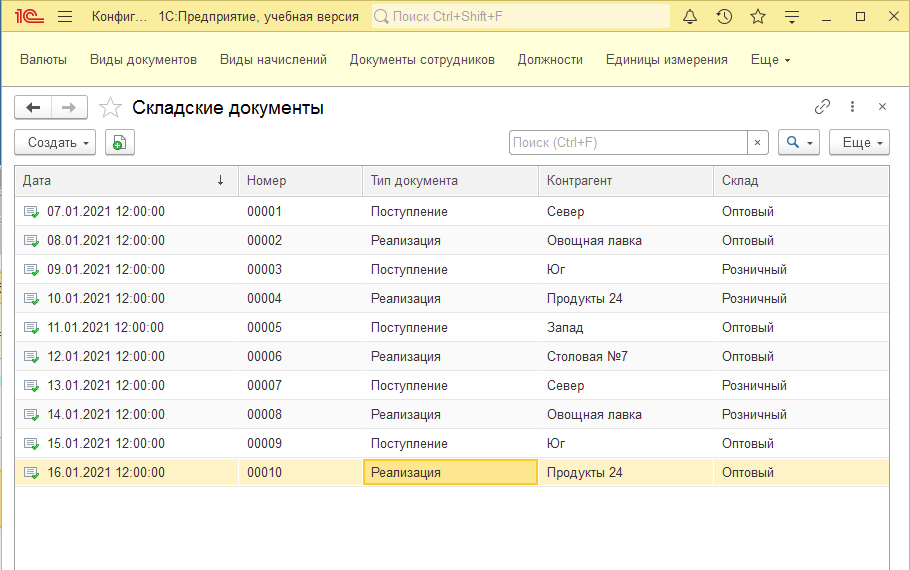 1С Конфиг... 1С:Предприятие, учебная версия Поиск Ctrl+Shift+F
Валюты Виды документов Виды начислений Документы сотрудников Должности Единицы измерения Еще
Складские документы
Создать Поиск (Ctrl+F) × Еще
Дата ↓ Номер Тип документа Контрагент Склад
07.01.2021 12:00:00 00001 Поступление Север Оптовый
08.01.2021 12:00:00 00002 Реализация Овощная лавка Оптовый
09.01.2021 12:00:00 00003 Поступление Юг Розничный
10.01.2021 12:00:00 00004 Реализация Продукты 24 Розничный
11.01.2021 12:00:00 00005 Поступление Запад Оптовый
12.01.2021 12:00:00 00006 Реализация Столовая №7 Оптовый
13.01.2021 12:00:00 00007 Поступление Север Розничный
14.01.2021 12:00:00 00008 Реализация Овощная лавка Розничный
15.01.2021 12:00:00 00009 Поступление Юг Оптовый
16.01.2021 12:00:00 00010 Реализация Продукты 24 Оптовый